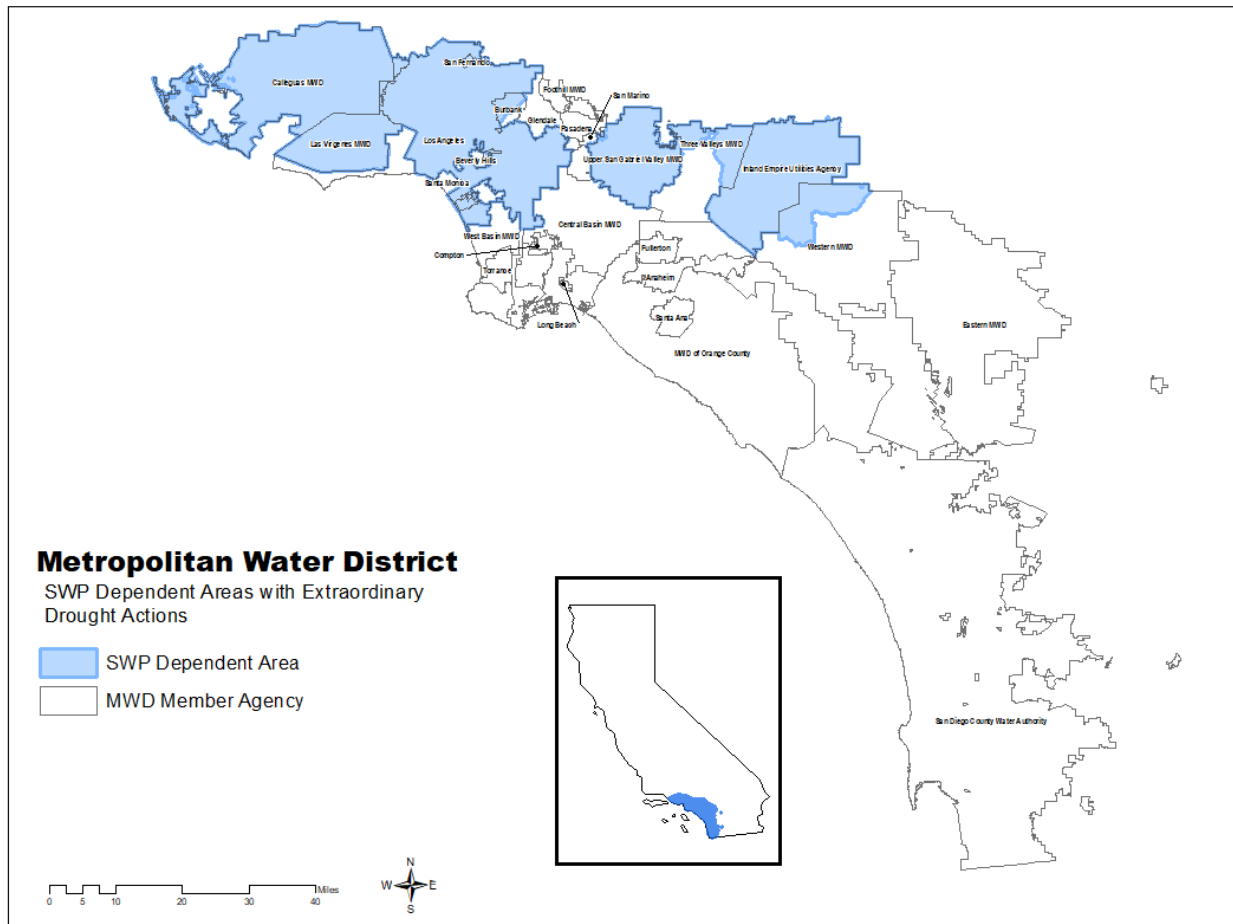 San Fernando
Calleguas MWD
Foothill MWD
San Marino
Burbank
Glendale
Pasadena
Los Angeles
Las Virgenes MWD
Three Valleys MWD
Beverly Hills
Upper San Gabriel Valley MWD
Inland Empire Utilities Agency
Santa Monica
Central Basin MWD
West Basin MWD
Western MWD
Fullerton
Compton
Torrance
Anaheim
Santa Ana
Long Beach
Eastern MWD
MWD of Orange County
Metropolitan Water District
SWP Dependent Areas with Extraordinary
Drought Actions
SWP Dependent Area
MWD Member Agency
San Diego County Water Authority
Miles
0 5 10 20 30 40
N
W E
S